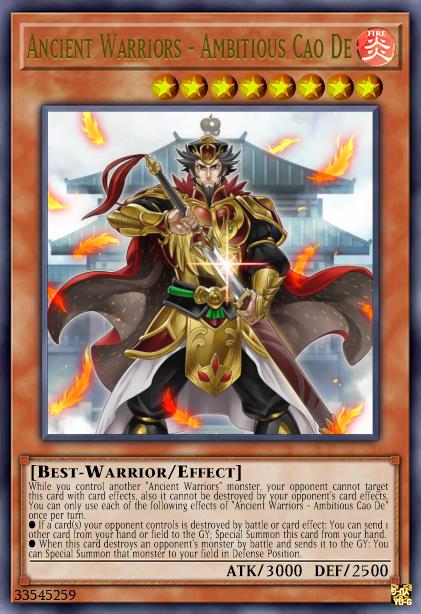 Ancient Warriors - Ambitious Cao De
FIRE
炎
[Best-Warrior/Effect]
While you control another "Ancient Warriors" monster, your opponent cannot target
this card with card effects, also it cannot be destroyed by your opponent's card effects.
You can only use each of the following effects of "Ancient Warriors - Ambitious Cao De"
once per turn.
● If a card(s) your opponent controls is destroyed by battle or card effect: You can send 1
other card from your hand or field to the GY; Special Summon this card from your hand.
● When this card destroys an opponent's monster by battle and sends it to the GY: You
can Special Summon that monster to your field in Defense Position.
ATK/3000 DEF/2500
33545259